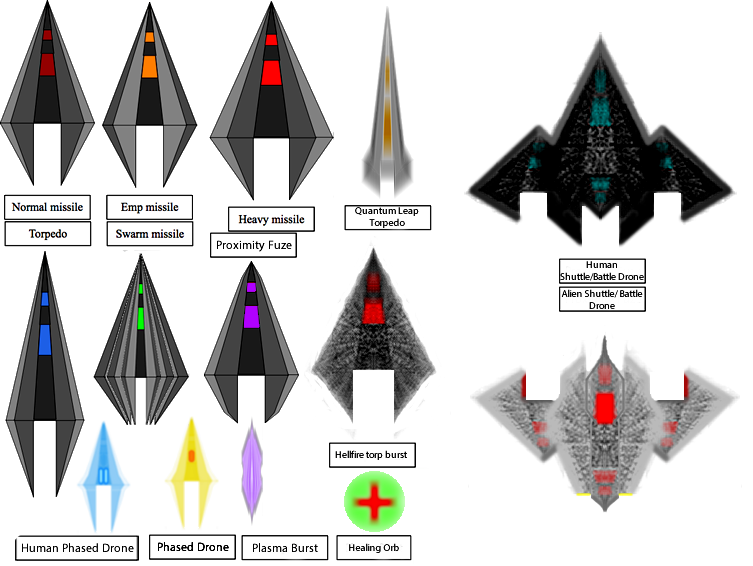 Normal missile
Emp missile
Heavy missile
Quantum Leap
Torpedo
Torpedo
Swarm missile
Proximity Fuze
Human
Shuttle/Battle Drone
Alien Shuttle/Battle
Drone
Hellfire torp burst
Human Phased Drone
Phased Drone
Plasma Burst
Healing Orb